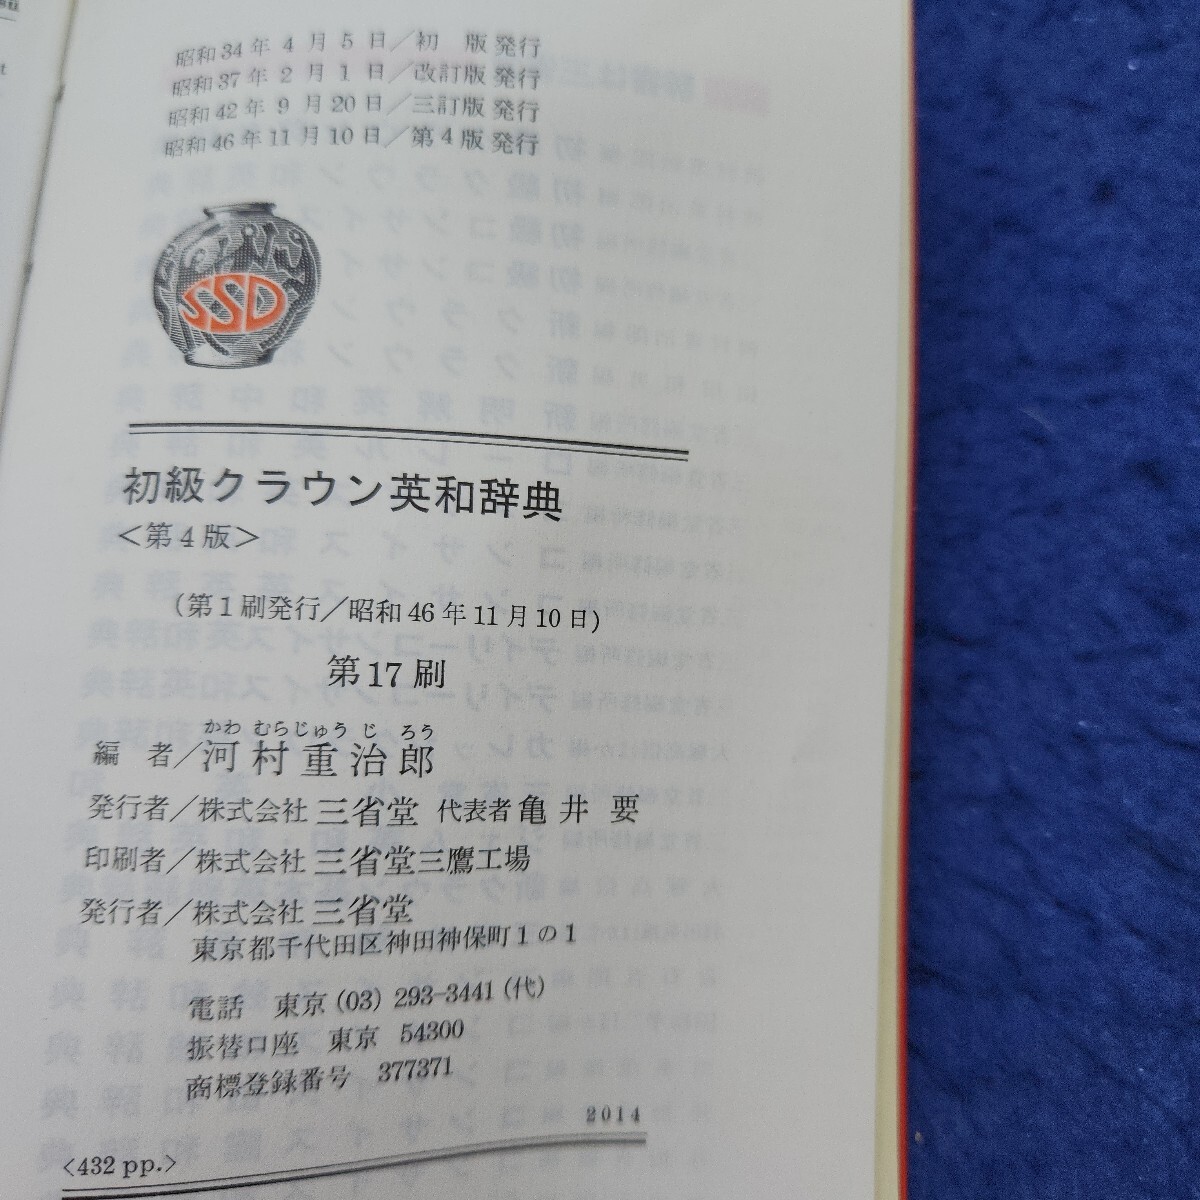 昭和34年 4 月 5 日／初 版 発行
昭和37年 2 月 1 日／改訂版 発行
昭和42年 9 月20日／三訂版 発行
昭和46年11月10日／第4版 発行
SSD
初級クラウン英和辞典
＜第4版＞
（第1刷発行／昭和46年11月10日）
第17刷
かわ むらじゅう じ ろう
編 者／河村重治郎
発行者／株式会社 三省堂 代表者 亀井 要
印刷者／株式会社 三省堂三鷹工場
発行者／株式会社 三省堂
東京都千代田区神田神保町1の1
電話 東京 (03) 293-3441 (代)
振替口座 東京 54300
商標登録番号 377371
2014
<432 pp.>